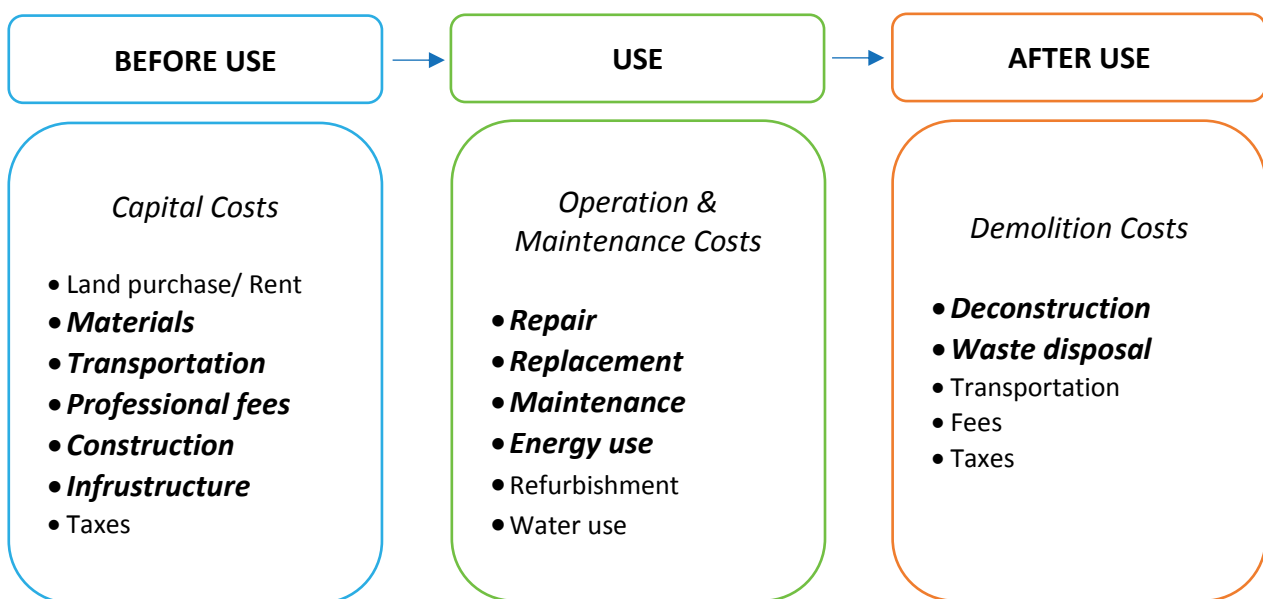 BEFORE USE
USE
AFTER USE
Capital Costs
• Land purchase/ Rent
• Materials
• Transportation
• Professional fees
• Construction
• Infrustructure
• Taxes
Operation &
Maintenance Costs
• Repair
• Replacement
• Maintenance
• Energy use
• Refurbishment
• Water use
Demolition Costs
• Deconstruction
• Waste disposal
• Transportation
• Fees
• Taxes